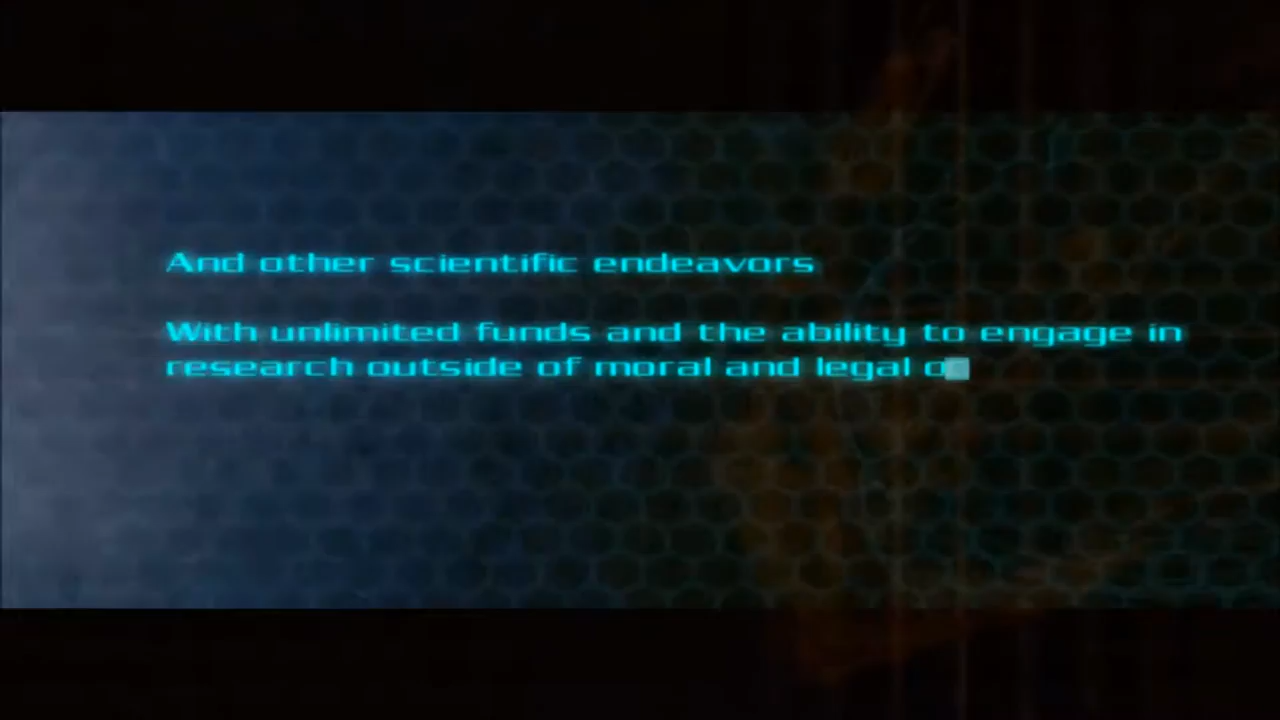 And other scientific endeavors
With unlimited funds and the ability to engage in
research outside of moral and legal o